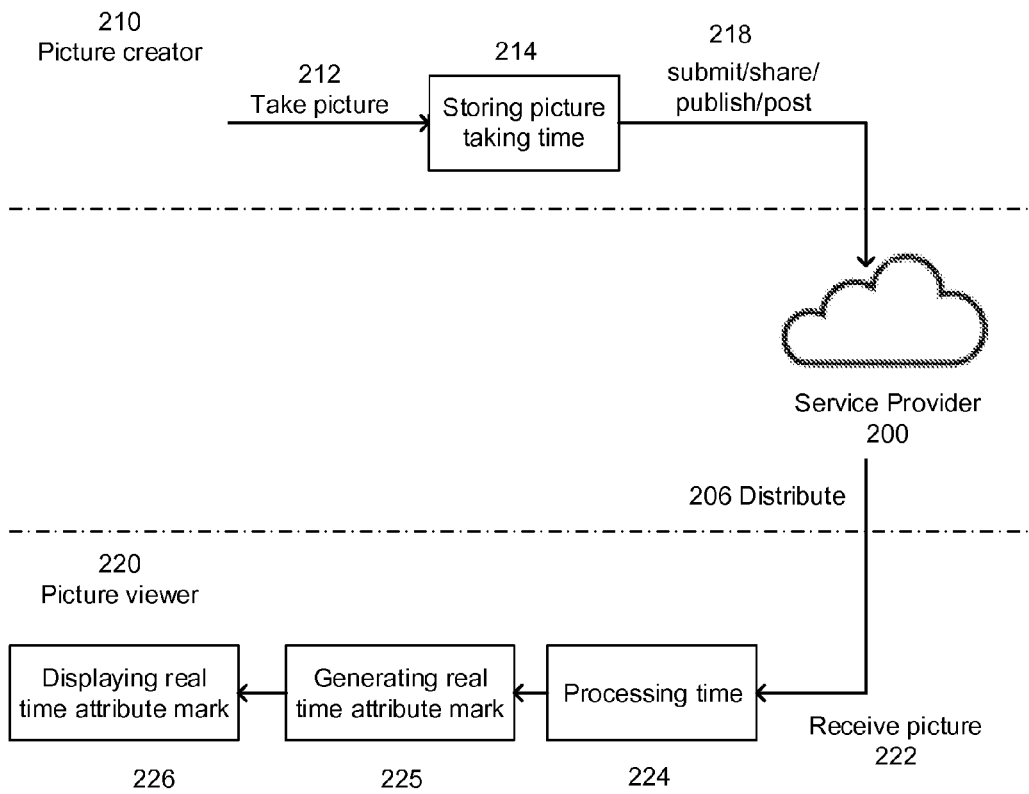 210
Picture creator
212
Take picture
214
Storing picture
taking time
218
submit/share/
publish/post
Service Provider
200
206 Distribute
220
Picture viewer
Displaying real
time attribute mark
226
Generating real
time attribute mark
225
Processing time
224
Receive picture
222